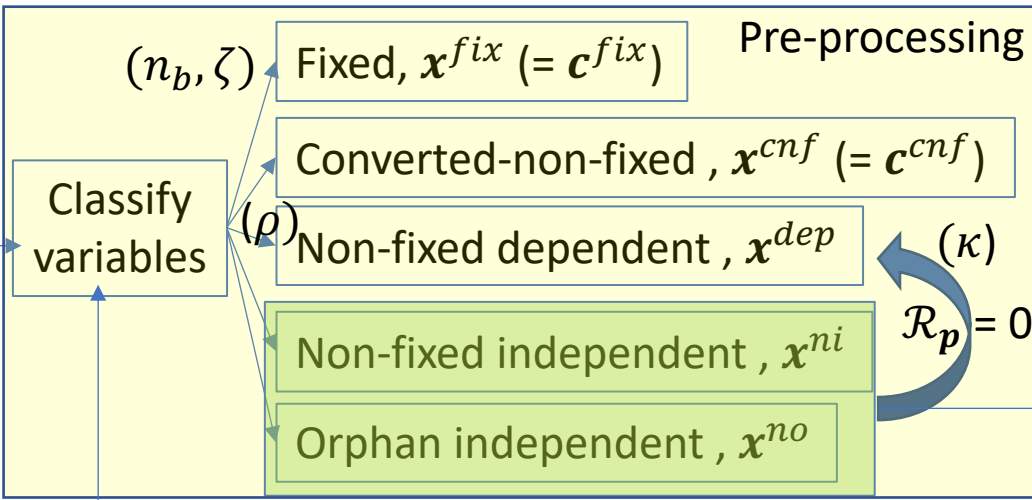 Pre-processing
(n_b, ζ)
Fixed, x^{fix} (= c^{fix})
Converted-non-fixed , x^{cnf} (= c^{cnf})
Classify
variables
(ρ)
Non-fixed dependent , x^{dep}
(κ)
ℛ_p = 0
Non-fixed independent , x^{ni}
Orphan independent , x^{no}